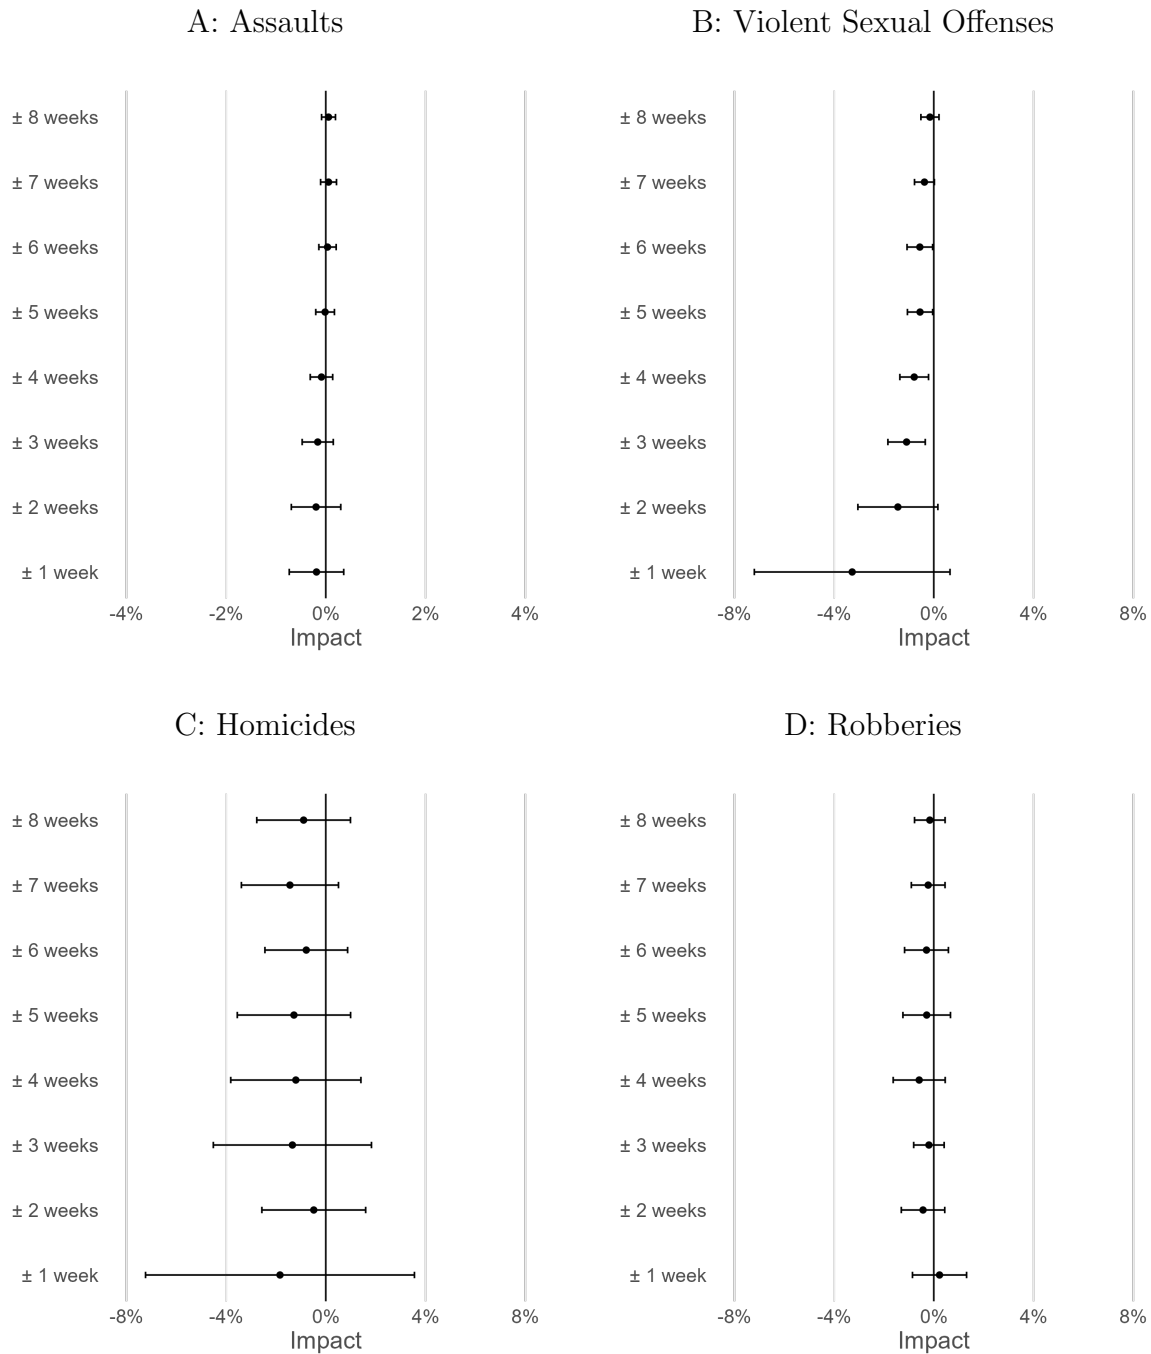 A: Assaults
± 8 weeks
± 7 weeks
± 6 weeks
± 5 weeks
± 4 weeks
± 3 weeks
± 2 weeks
± 1 week
-4% -2% 0% 2% 4%
Impact
B: Violent Sexual Offenses
± 8 weeks
± 7 weeks
± 6 weeks
± 5 weeks
± 4 weeks
± 3 weeks
± 2 weeks
± 1 week
-8% -4% 0% 4% 8%
Impact
C: Homicides
± 8 weeks
± 7 weeks
± 6 weeks
± 5 weeks
± 4 weeks
± 3 weeks
± 2 weeks
± 1 week
-8% -4% 0% 4% 8%
Impact
D: Robberies
± 8 weeks
± 7 weeks
± 6 weeks
± 5 weeks
± 4 weeks
± 3 weeks
± 2 weeks
± 1 week
-8% -4% 0% 4% 8%
Impact